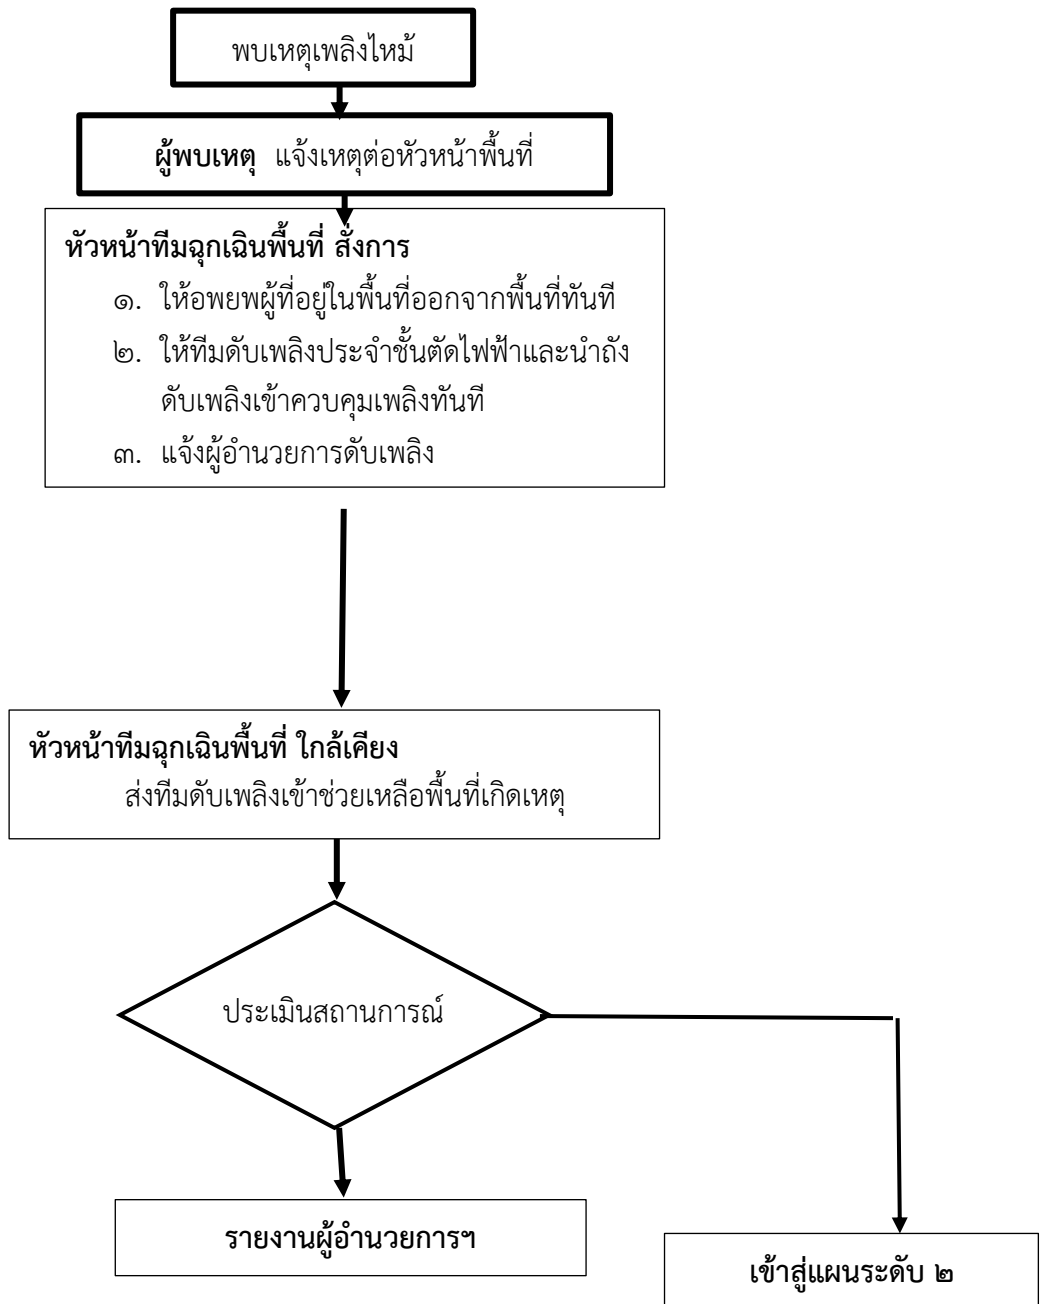 พบเหตุเพลิงไหม้
ผู้พบเหตุ แจ้งเหตุต่อหัวหน้าพื้นที่
หัวหน้าทีมฉุกเฉินพื้นที่ สั่งการ
๑. ให้อพยพผู้ที่อยู่ในพื้นที่ออกจากพื้นที่ทันที
๒. ให้ทีมดับเพลิงประจำชั้นตัดไฟฟ้าและนำถัง
ดับเพลิงเข้าควบคุมเพลิงทันที
๓. แจ้งผู้อำนวยการดับเพลิง
หัวหน้าทีมฉุกเฉินพื้นที่ ใกล้เคียง
ส่งทีมดับเพลิงเข้าช่วยเหลือพื้นที่เกิดเหตุ
ประเมินสถานการณ์
รายงานผู้อำนวยการฯ
เข้าสู่แผนระดับ ๒